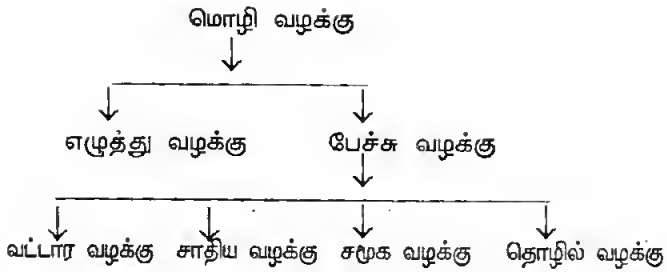 மொழி வழக்கு
எழுத்து வழக்கு பேச்சு வழக்கு
வட்டார வழக்கு சாதிய வழக்கு சமூக வழக்கு தொழில் வழக்கு